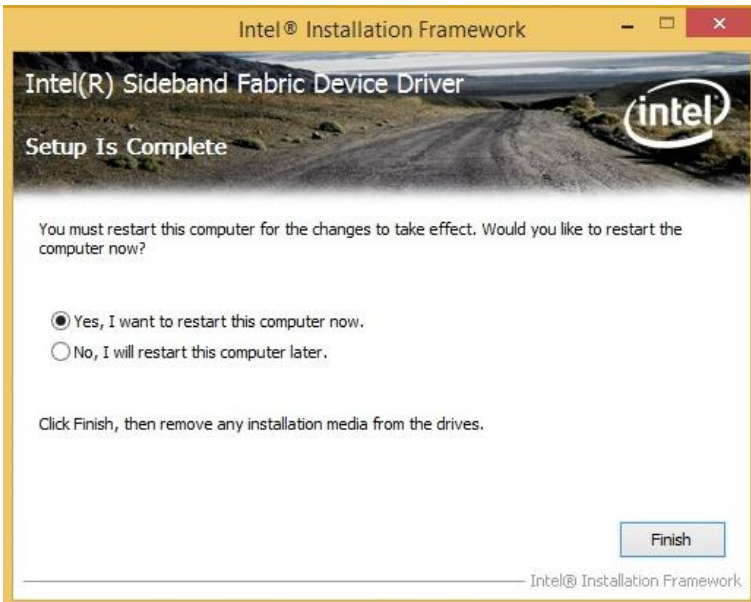 Intel® Installation Framework
Intel(R) Sideband Fabric Device Driver
intel
Setup Is Complete
You must restart this computer for the changes to take effect. Would you like to restart the
computer now?
Yes, I want to restart this computer now.
No, I will restart this computer later.
Click Finish, then remove any installation media from the drives.
Finish
Intel® Installation Framework